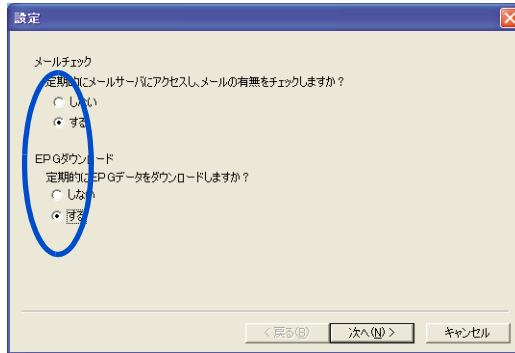 設定
メールチェック
定期的にメールサーバにアクセスし、メールの有無をチェックしますか?
しない
する
EPGダウンロード
定期的にEPGデータをダウンロードしますか?
しない
する
< 戻る(B)
次へ(N) >
キャンセル